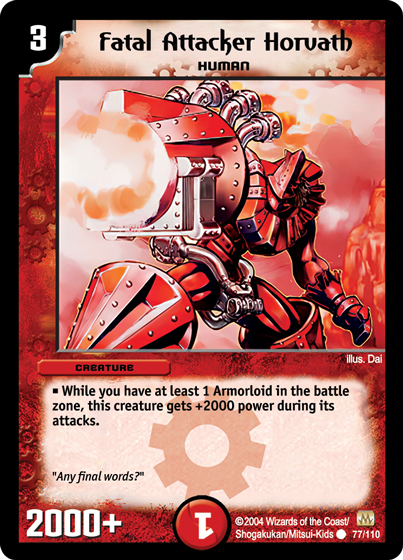 3
Fatal Attacker Horvath
HUMAN
illus. Dai
CREATURE
▪ While you have at least 1 Armorloid in the battle
zone, this creature gets +2000 power during its
attacks.
"Any final words?"
2000+
1
©2004 Wizards of the Coast/
Shogakukan/Mitsui-Kids ● 77/110